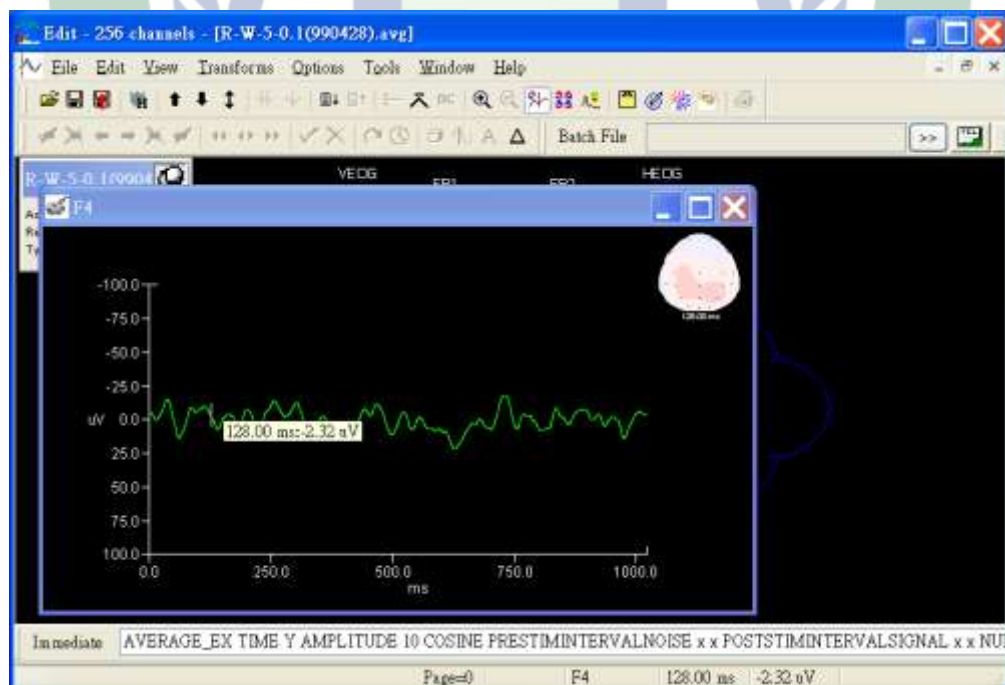 Edit - 256 channels - [R-W-5-0.1(990428).avg]
File Edit View Transforms Options Tools Window Help
Batch File >>
VEOG HEOG
F4
-100.0
-75.0
-50.0
-25.0
uV 0.0
25.0
50.0
75.0
100.0
128.00 ms:-2.32 uV
128.00 ms
0.0 250.0 500.0 750.0 1000.0
ms
Immediate AVERAGE_EX TIME Y AMPLITUDE 10 COSINE PRESTIMINTERVALNOISE x x POSTSTIMINTERVALSIGNAL x x NU
Page=0 F4 128.00 ms -2.32 uV